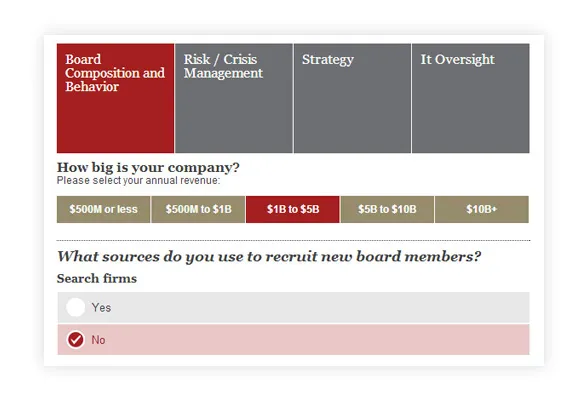 Board
Composition and
Behavior
Risk / Crisis
Management
Strategy
It Oversight
How big is your company?
Please select your annual revenue:
$500M or less
$500M to $1B
$1B to $5B
$5B to $10B
$10B+
What sources do you use to recruit new board members?
Search firms
Yes
No